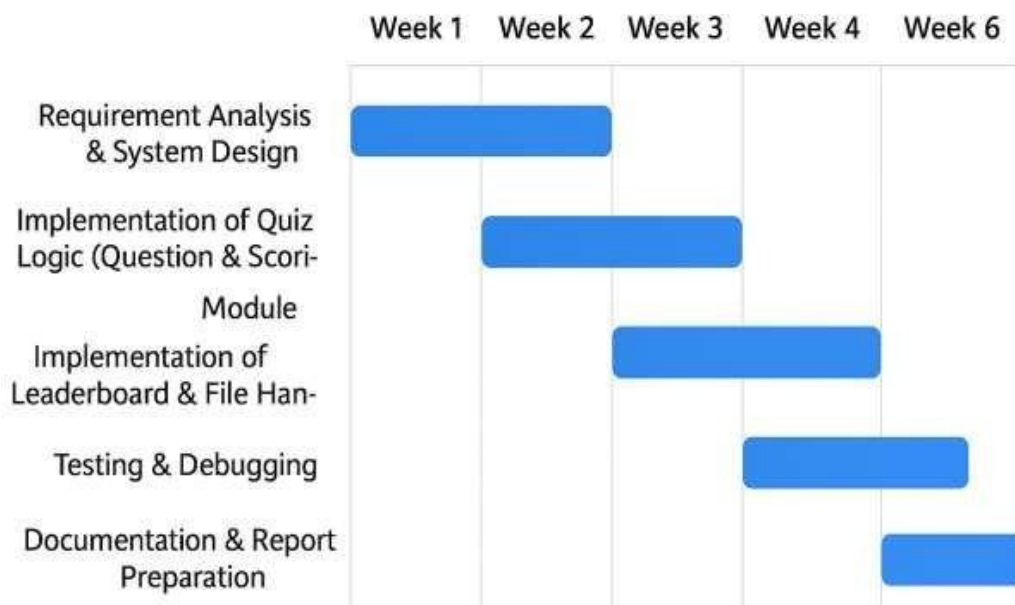 Week 1 Week 2 Week 3 Week 4 Week 6
Requirement Analysis
& System Design
Implementation of Quiz
Logic (Question & Scori-
Module
Implementation of
Leaderboard & File Han-
Testing & Debugging
Documentation & Report
Preparation